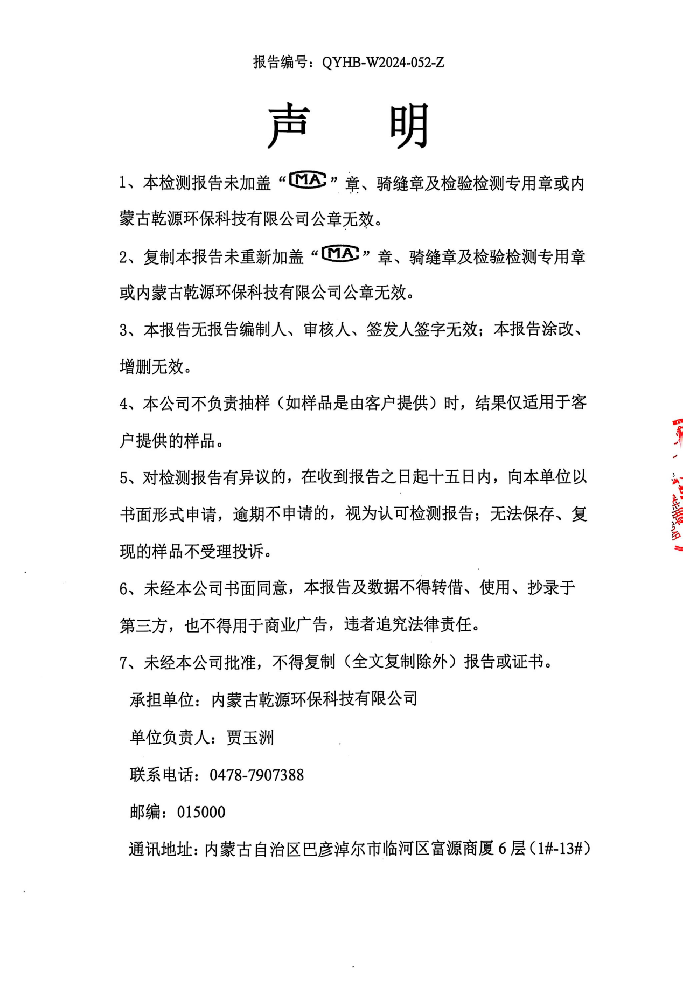 报告编号：QYHB-W2024-052-Z
声 明
1、本检测报告未加盖“MA”章、骑缝章及检验检测专用章或内
蒙古乾源环保科技有限公司公章无效。
2、复制本报告未重新加盖“MA”章、骑缝章及检验检测专用章
或内蒙古乾源环保科技有限公司公章无效。
3、本报告无报告编制人、审核人、签发人签字无效；本报告涂改、
增删无效。
4、本公司不负责抽样（如样品是由客户提供）时，结果仅适用于客
户提供的样品。
5、对检测报告有异议的，在收到报告之日起十五日内，向本单位以
书面形式申请，逾期不申请的，视为认可检测报告；无法保存、复
现的样品不受理投诉。
6、未经本公司书面同意，本报告及数据不得转借、使用、抄录于
第三方，也不得用于商业广告，违者追究法律责任。
7、未经本公司批准，不得复制（全文复制除外）报告或证书。
承担单位：内蒙古乾源环保科技有限公司
单位负责人：贾玉洲
联系电话：0478-7907388
邮编：015000
通讯地址：内蒙古自治区巴彦淖尔市临河区富源商厦 6 层（1#-13#）